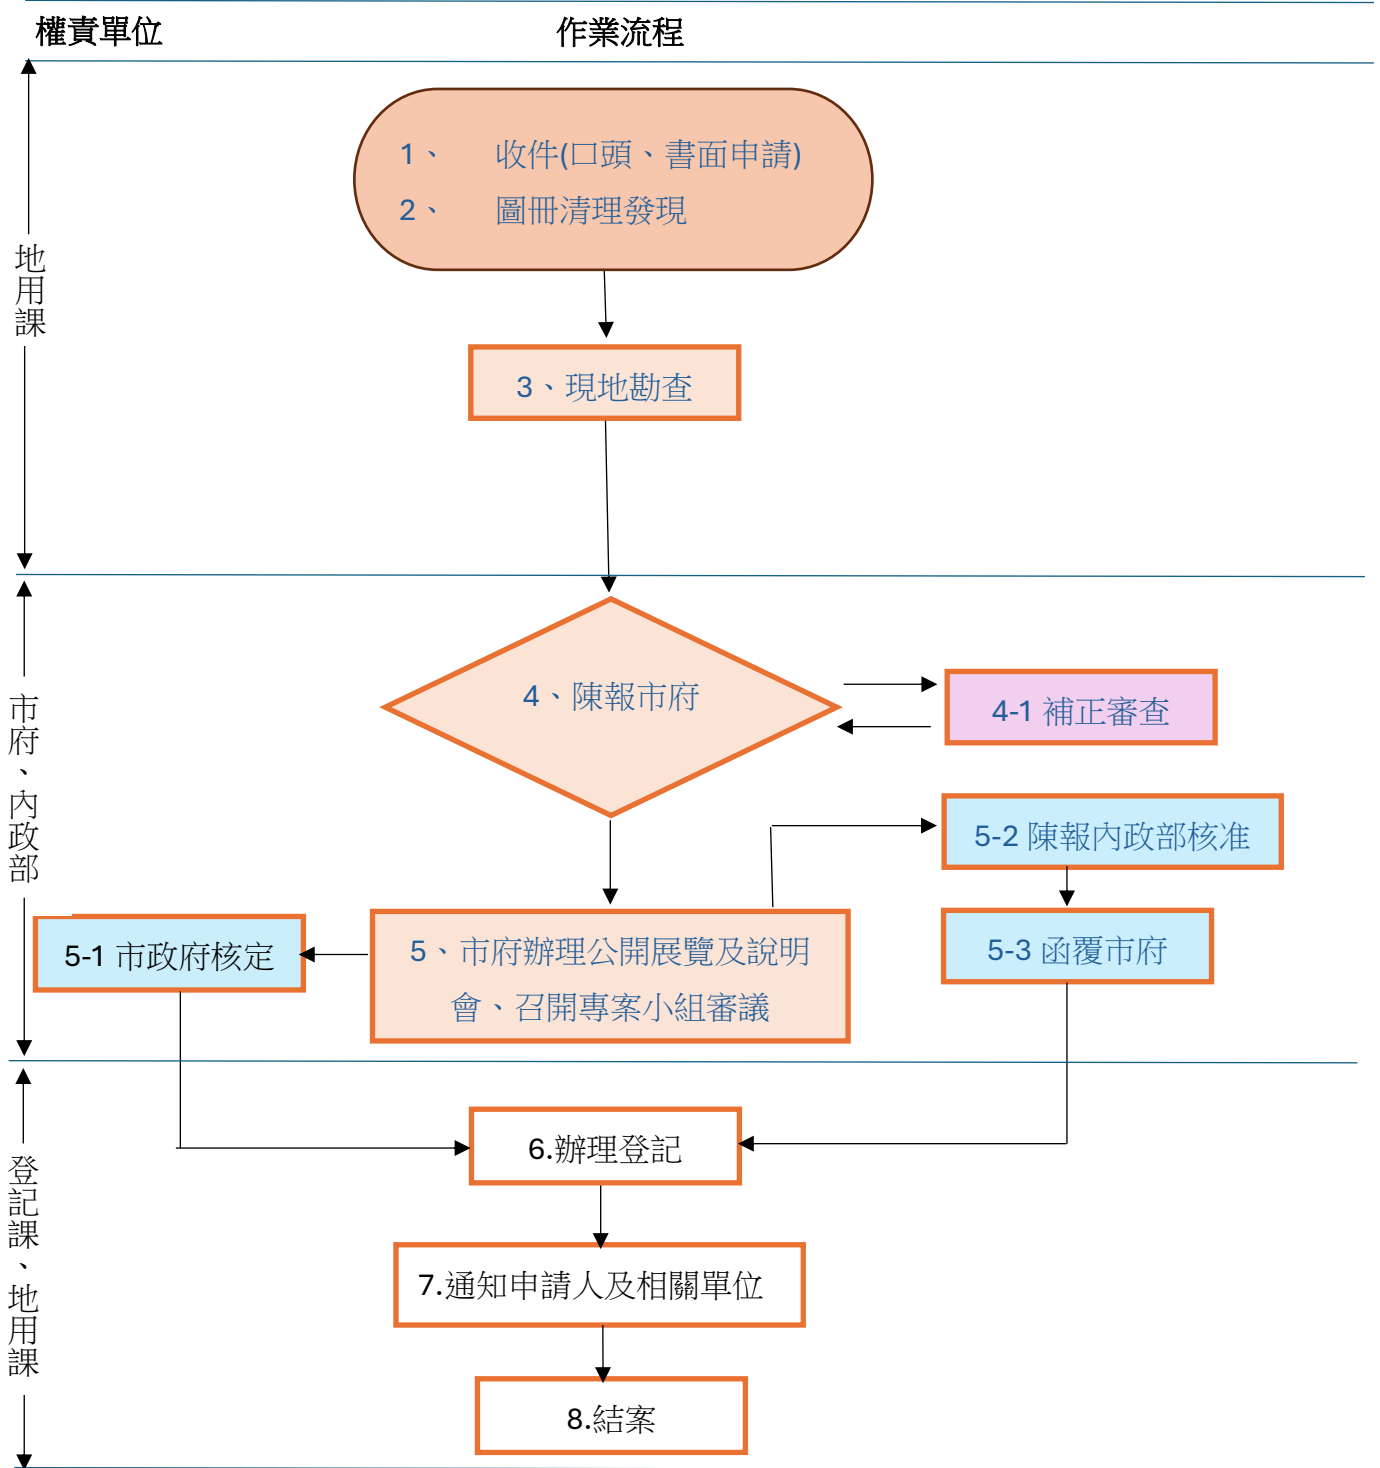 權責單位
作業流程
1、 收件(口頭、書面申請)
2、 圖冊清理發現
地用課
3、現地勘查
4、陳報市府
4-1 補正審查
市府、內政部
5-2 陳報內政部核准
5-1 市政府核定
5、市府辦理公開展覽及說明
會、召開專案小組審議
5-3 函覆市府
6.辦理登記
登記課、地用課
7.通知申請人及相關單位
8.結案